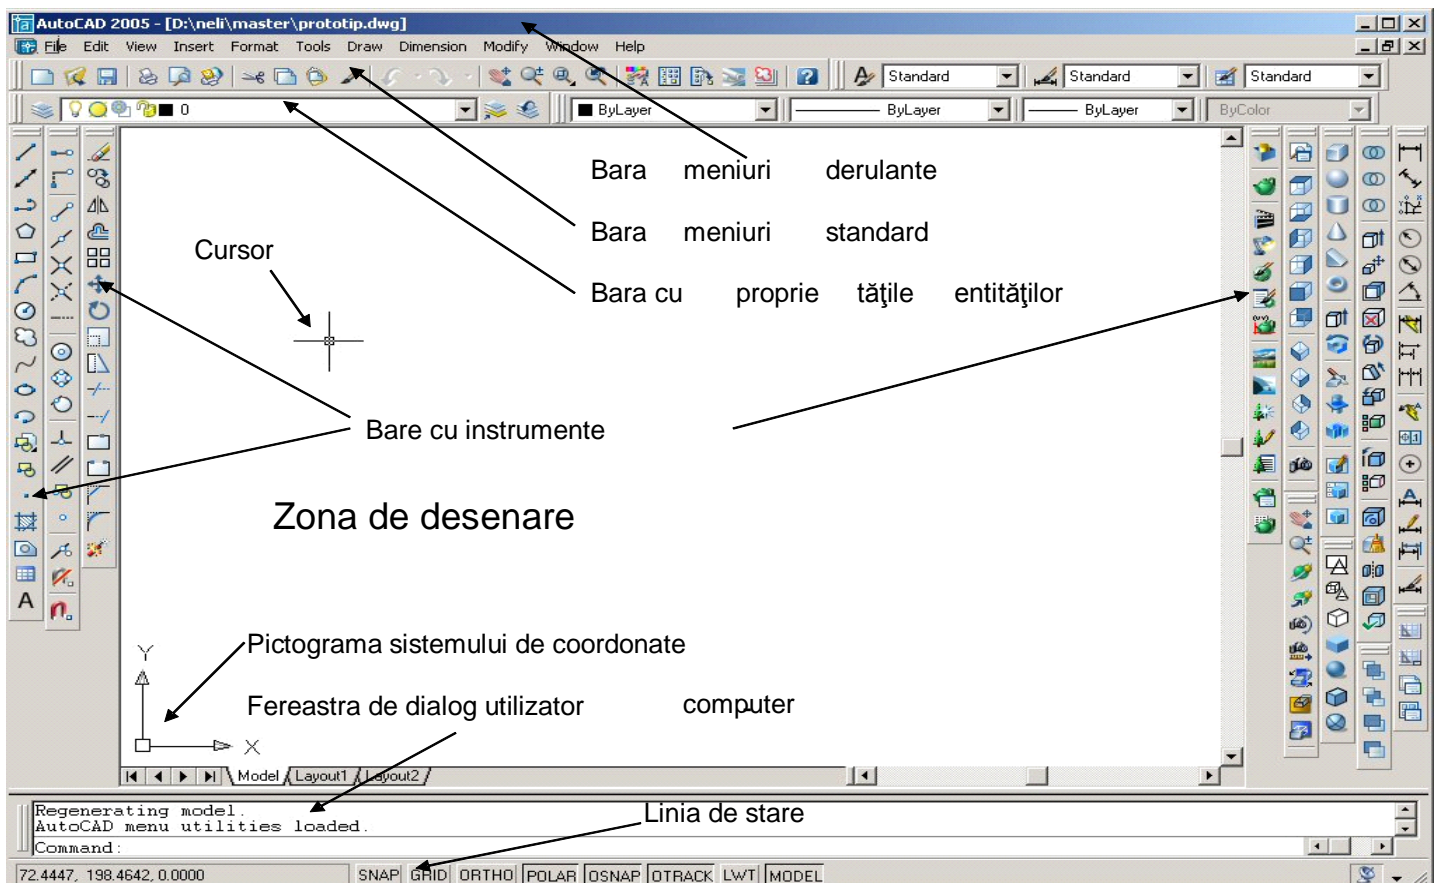 AutoCAD 2005 - [D:\neli\master\prototip.dwg]
File Edit View Insert Format Tools Draw Dimension Modify Window Help
Standard Standard Standard
0 ByLayer ByLayer ByLayer ByColor
Bara meniuri derulante
Bara meniuri standard
Cursor
Bara cu proprie tăţile entităţilor
Bare cu instrumente
Zona de desenare
A
Pictograma sistemului de coordonate
Y
Fereastra de dialog utilizator computer
X
Model Layout1 Layout2
Regenerating model.
AutoCAD menu utilities loaded.
Linia de stare
Command:
72.4447, 198.4642, 0.0000 SNAP GRID ORTHO POLAR OSNAP OTRACK LWT MODEL